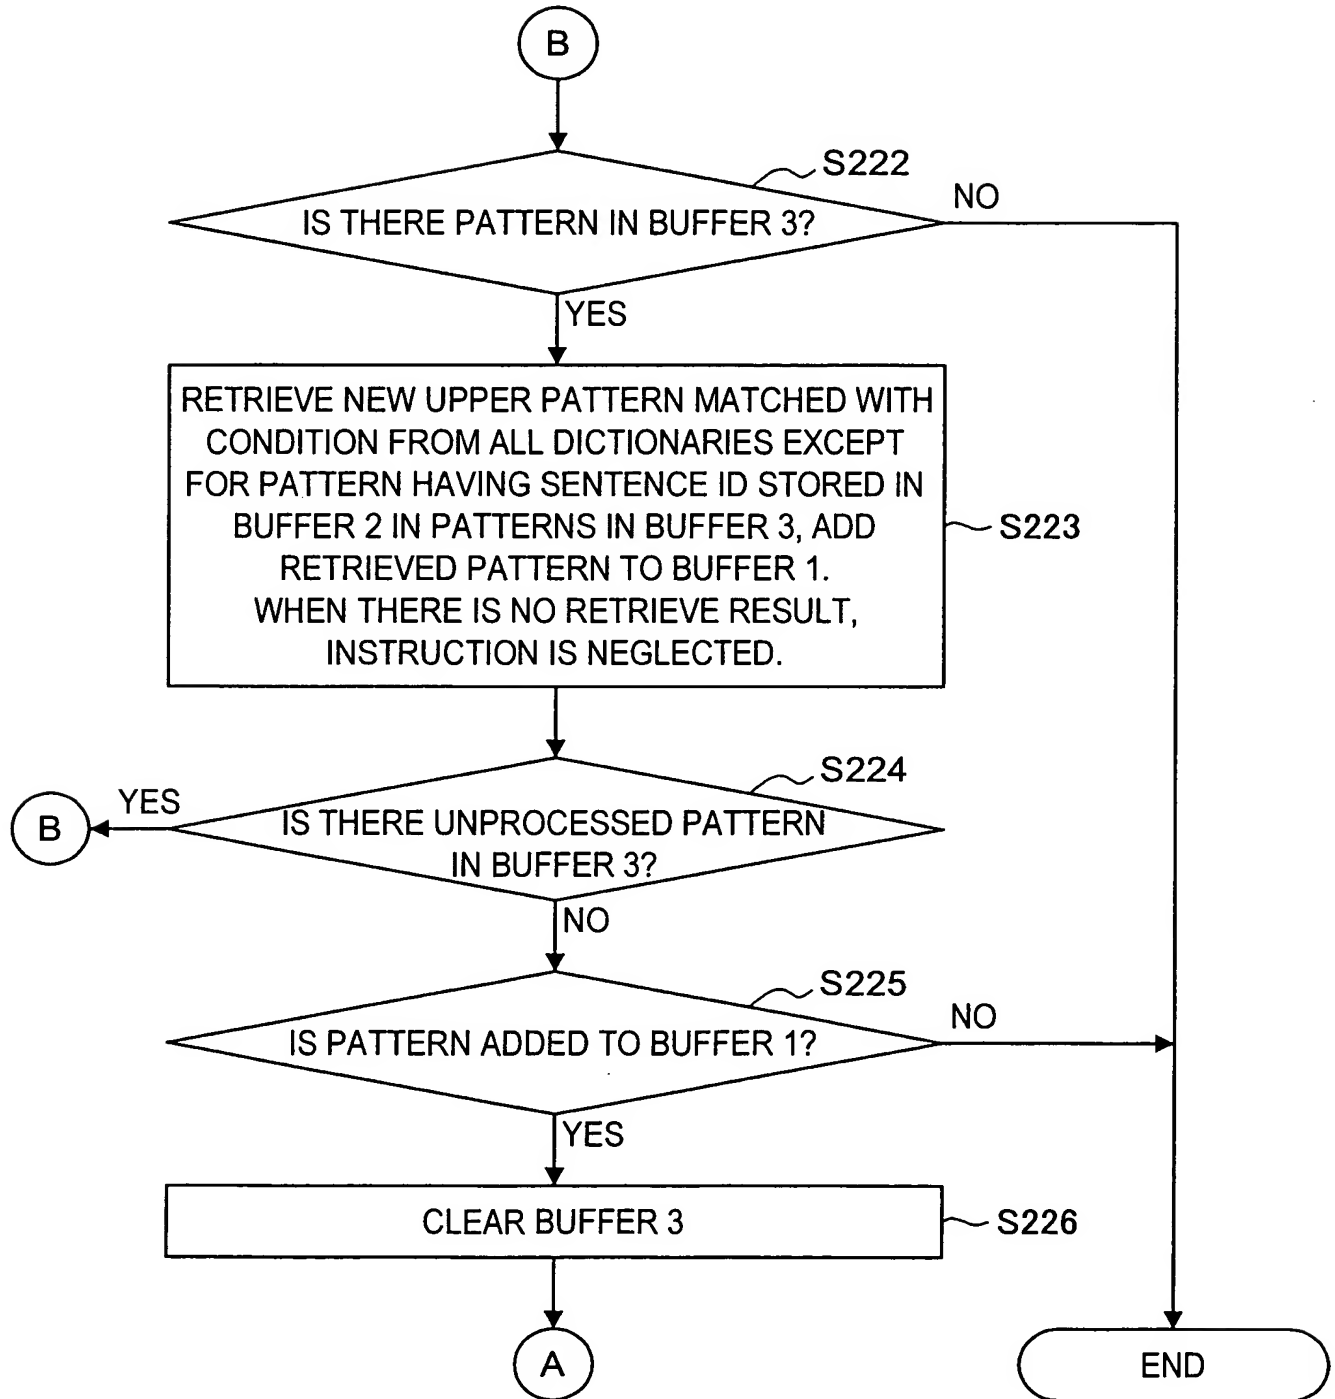 B
S222
NO
IS THERE PATTERN IN BUFFER 3?
YES
RETRIEVE NEW UPPER PATTERN MATCHED WITH
CONDITION FROM ALL DICTIONARIES EXCEPT
FOR PATTERN HAVING SENTENCE ID STORED IN
BUFFER 2 IN PATTERNS IN BUFFER 3, ADD
RETRIEVED PATTERN TO BUFFER 1.
WHEN THERE IS NO RETRIEVE RESULT,
INSTRUCTION IS NEGLECTED.
S223
S224
YES
B
IS THERE UNPROCESSED PATTERN
IN BUFFER 3?
NO
S225
NO
IS PATTERN ADDED TO BUFFER 1?
YES
CLEAR BUFFER 3
S226
A
END